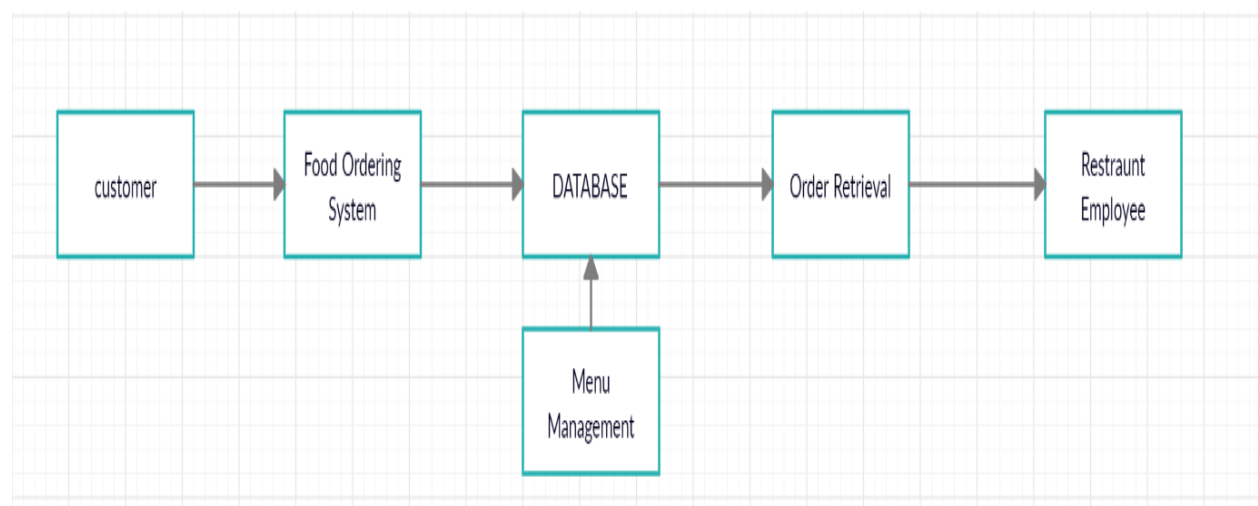 customer
Food Ordering
System
DATABASE
Order Retrieval
Restraunt
Employee
Menu
Management